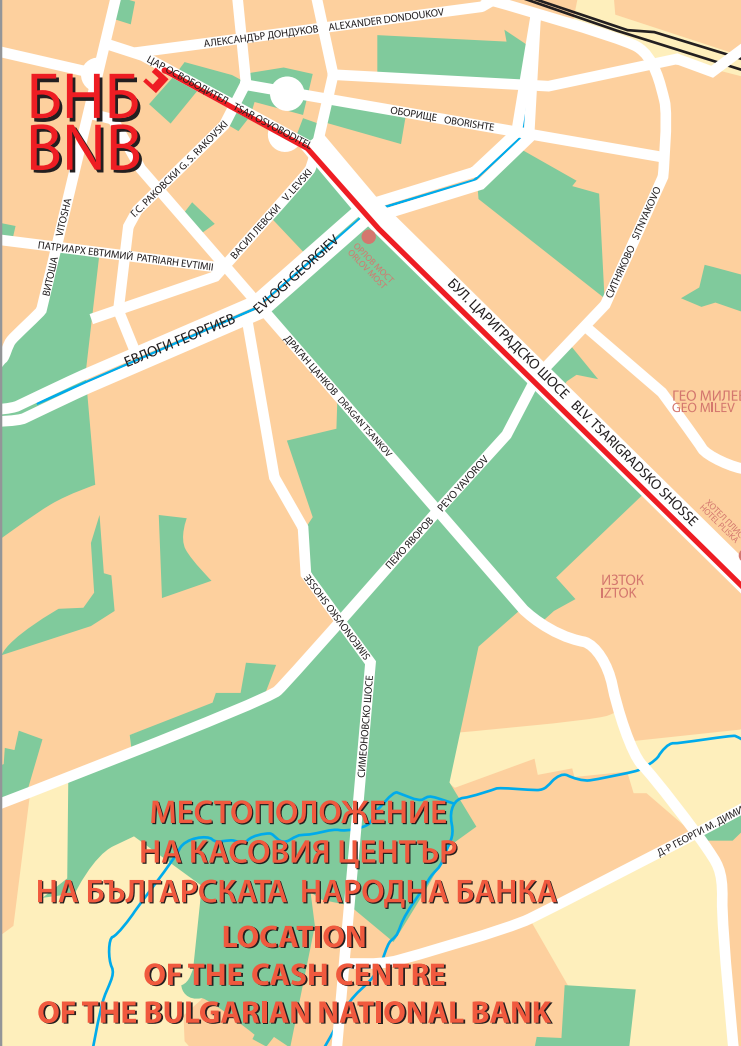 АЛЕКСАНДЪР ДОНДУКОВ ALEXANDER DONDOUKOV
ЦАР ОСВОБОДИТЕЛ TSAR OSVOBODITEL
БНБ
BNB
ОБОРИЩЕ OBORISHTE
Г.С. РАКОВСКИ G. S. RAKOVSKI
ВАСИЛ ЛЕВСКИ V. LEVSKI
ВИТОША VITOSHA
ПАТРИАРХ ЕВТИМИЙ PATRIARH EVTIMII
СИТНЯКОВО SITNYAKOVO
ОРЛОВ МОСТ
ORLOV MOST
ЕВЛОГИ ГЕОРГИЕВ EVLOGI GEORGIEV
БУЛ. ЦАРИГРАДСКО ШОСЕ BLV. TSARIGRADSKO SHOSSE
ДРАГАН ЦАНКОВ DRAGAN TSANKOV
ГЕО МИЛЕВ
GEO MILEV
ПЕЙО ЯВОРОВ PEYO YAVOROV
ХОТЕЛ ПЛИС
HOTEL PLISKA
ИЗТОК
IZTOK
SIMEONOVSKO SHOSSE
СИМЕОНОВСКО ШОСЕ
Д-Р ГЕОРГИ М. ДИМИ
МЕСТОПОЛОЖЕНИЕ
НА КАСОВИЯ ЦЕНТЪР
НА БЪЛГАРСКАТА НАРОДНА БАНКА
LOCATION
OF THE CASH CENTRE
OF THE BULGARIAN NATIONAL BANK